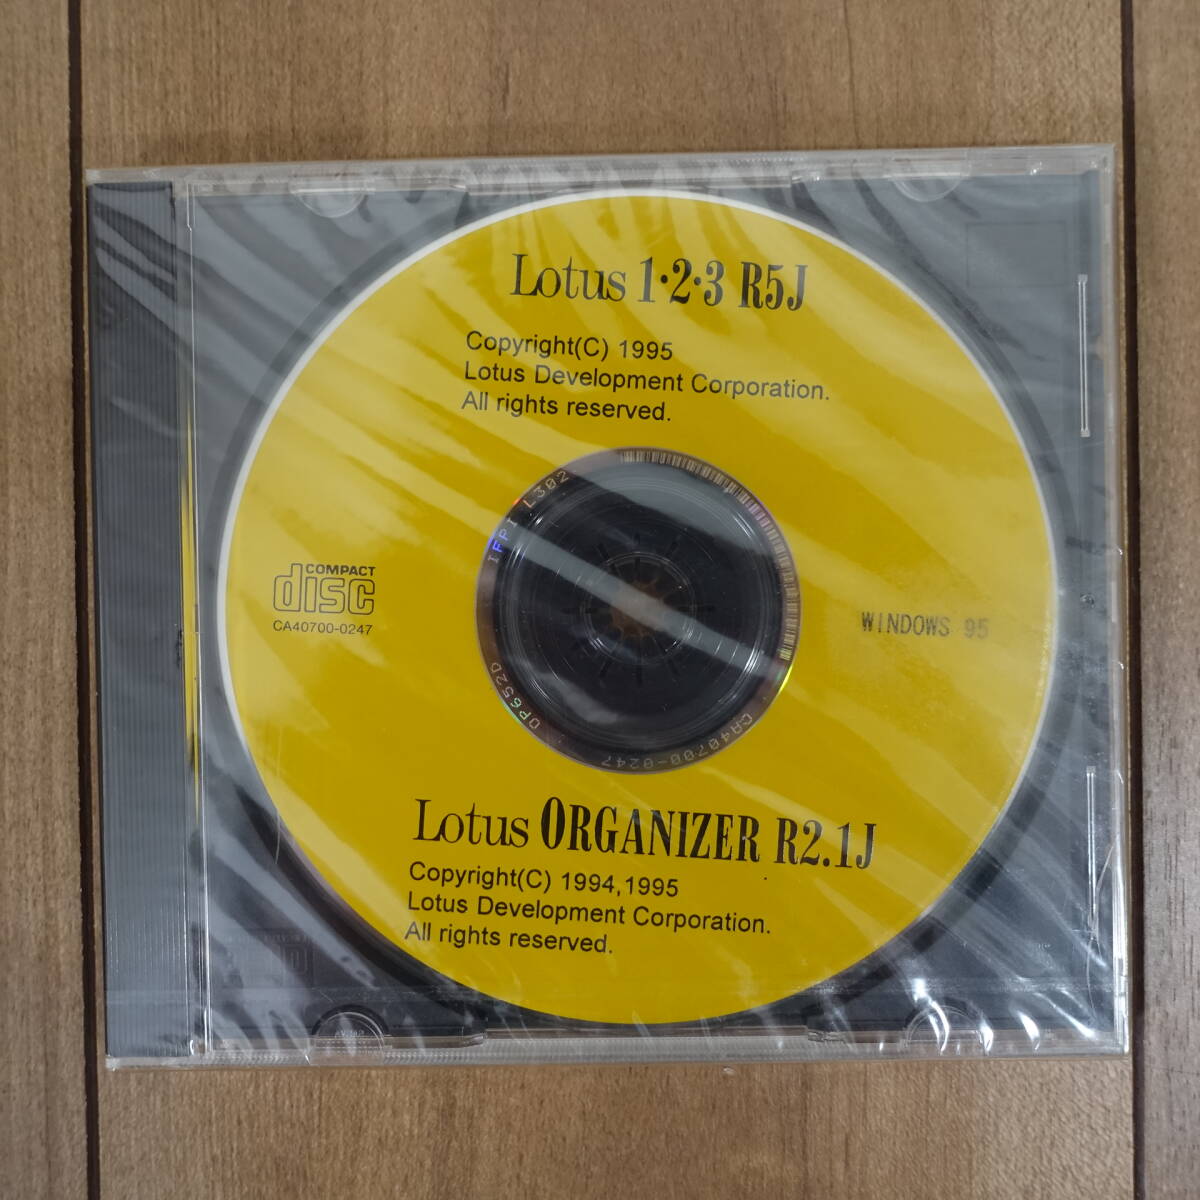 Lotus 1・2・3 R5J
Copyright(C) 1995
Lotus Development Corporation.
All rights reserved.
IFPI L302
COMPACT
disc
CA40700-0247
WINDOWS 95
OP652D
CA40700-0247
Lotus ORGANIZER R2.1J
Copyright(C) 1994,1995
Lotus Development Corporation.
All rights reserved.